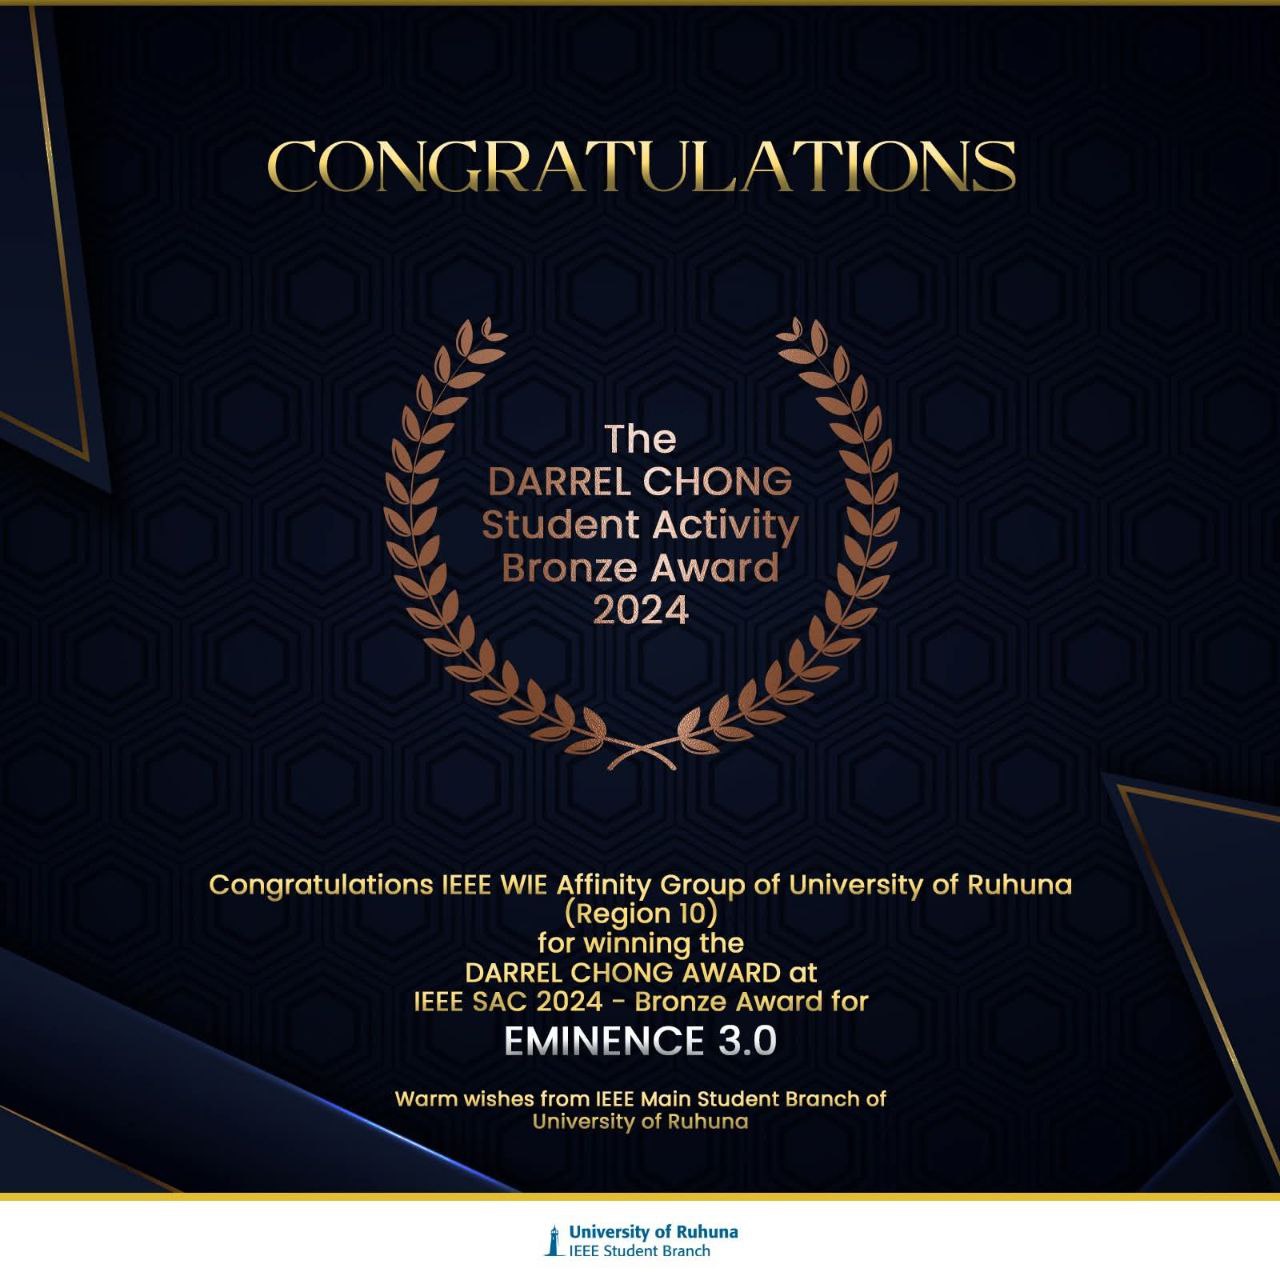 CONGRATULATIONS
The
DARREL CHONG
Student Activity
Bronze Award
2024
Congratulations IEEE WIE Affinity Group of University of Ruhuna
(Region 10)
for winning the
DARREL CHONG AWARD at
IEEE SAC 2024 - Bronze Award for
EMINENCE 3.0
Warm wishes from IEEE Main Student Branch of
University of Ruhuna
University of Ruhuna
IEEE Student Branch